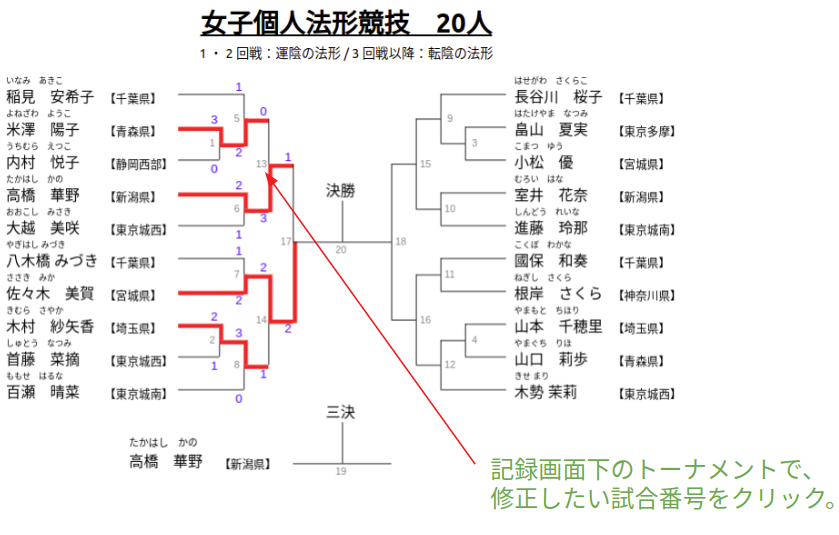 女子個人法形競技　20人
1・2回戦：運陰の法形 / 3回戦以降：転陰の法形
いなみ　あきこ
稲見　安希子 【千葉県】
よねざわ　ようこ
米澤　陽子 【青森県】
うちむら　えつこ
内村　悦子 【静岡西部】
たかはし　かの
高橋　華野 【新潟県】
おおこし　みさき
大越　美咲 【東京城西】
やぎはし みづき
八木橋 みづき 【千葉県】
ささき　みか
佐々木　美賀 【宮城県】
きむら　さやか
木村　紗矢香 【埼玉県】
しゅとう　なつみ
首藤　菜摘 【東京城西】
ももせ　はるな
百瀬　晴菜 【東京城南】
1
3
0
2
1
1
2
2
1
0
1
5
2
6
3
7
2
2
3
8
1
0
2
13
14
1
17
2
決勝
20
18
15
16
9
3
10
11
4
12
はせがわ　さくらこ
長谷川　桜子 【千葉県】
はたけやま　なつみ
畠山　夏実 【東京多摩】
こまつ　ゆう
小松　優 【宮城県】
むろい　はな
室井　花奈 【新潟県】
しんどう　れいな
進藤　玲那 【東京城南】
こくぼ　わかな
國保　和奏 【千葉県】
ねぎし　さくら
根岸　さくら 【神奈川県】
やまもと　ちほり
山本　千穂里 【埼玉県】
やまぐち　りほ
山口　莉歩 【青森県】
きせ まり
木勢 茉莉 【東京城西】
三決
19
たかはし　かの
高橋　華野 【新潟県】
記録画面下のトーナメントで、
修正したい試合番号をクリック。